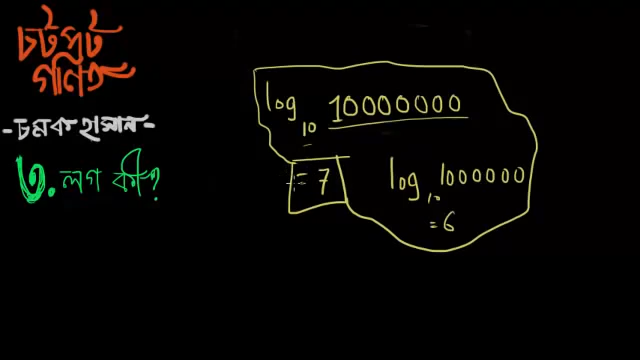 চটপট
গণিত
-চমক হাসান-
৩. লগ কী?
log₁₀ 10000000
= 7
log₁₀ 1000000
= 6